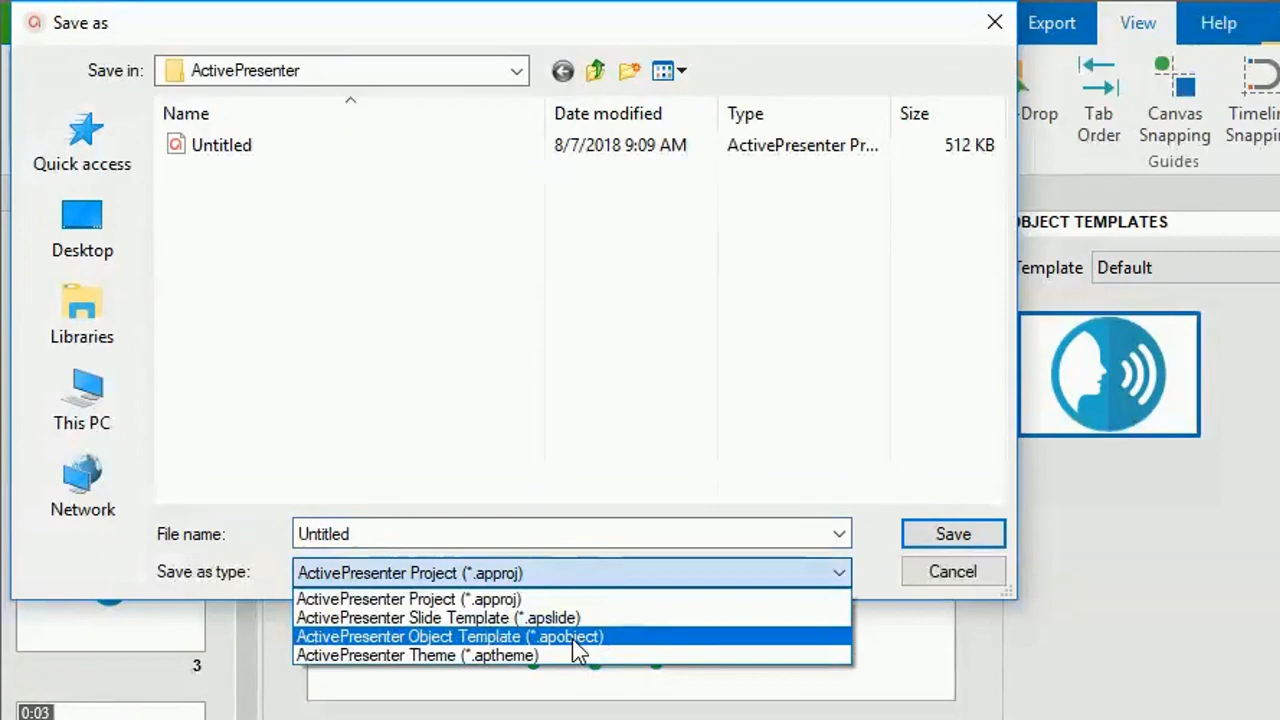 Save as
Export
View
Help
Save in:
ActivePresenter
Name
Date modified
Type
Size
Untitled
8/7/2018 9:09 AM
ActivePresenter Pr...
512 KB
Quick access
Desktop
Libraries
This PC
Network
-Drop
Tab
Order
Canvas
Snapping
Timelin
Snappin
Guides
OBJECT TEMPLATES
Template
Default
File name:
Untitled
Save
Save as type:
ActivePresenter Project (*.approj)
Cancel
ActivePresenter Project (*.approj)
ActivePresenter Slide Template (*.apslide)
ActivePresenter Object Template (*.apobject)
ActivePresenter Theme (*.aptheme)
3
0:03